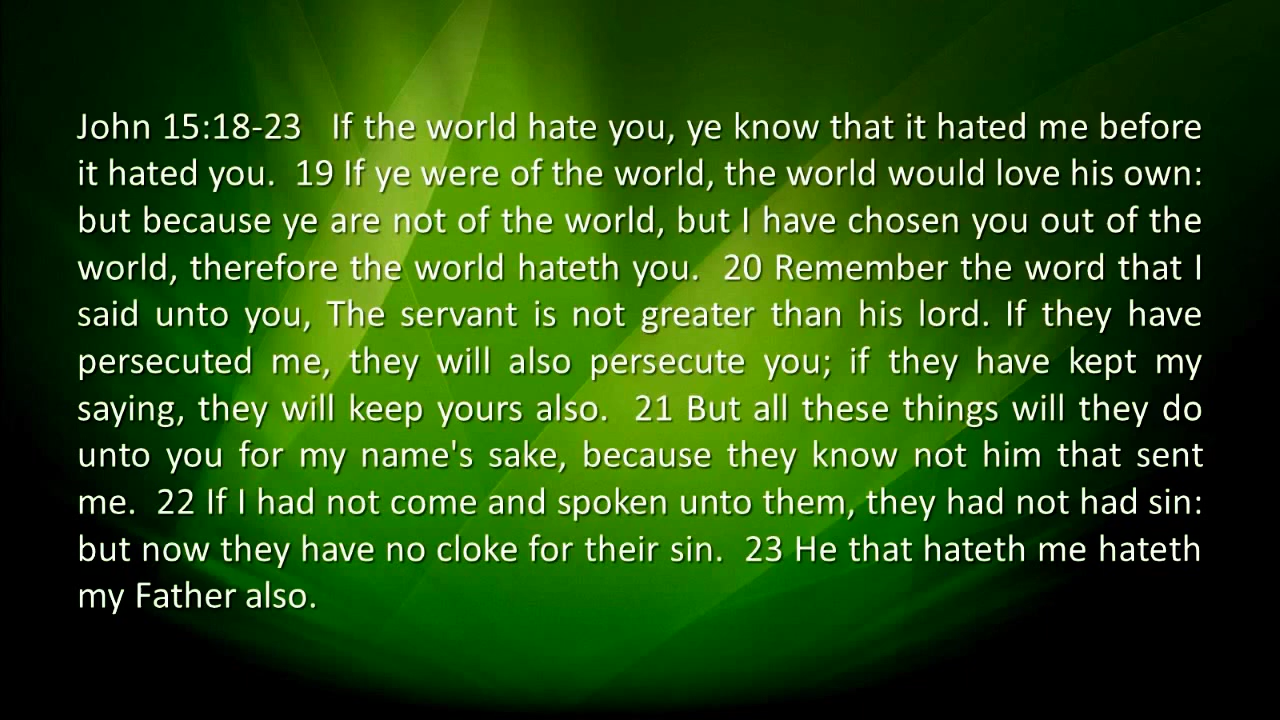 John 15:18-23   If the world hate you, ye know that it hated me before
it hated you.  19 If ye were of the world, the world would love his own:
but because ye are not of the world, but I have chosen you out of the
world, therefore the world hateth you.  20 Remember the word that I
said unto you, The servant is not greater than his lord. If they have
persecuted me, they will also persecute you; if they have kept my
saying, they will keep yours also.  21 But all these things will they do
unto you for my name's sake, because they know not him that sent
me.  22 If I had not come and spoken unto them, they had not had sin:
but now they have no cloke for their sin.  23 He that hateth me hateth
my Father also.